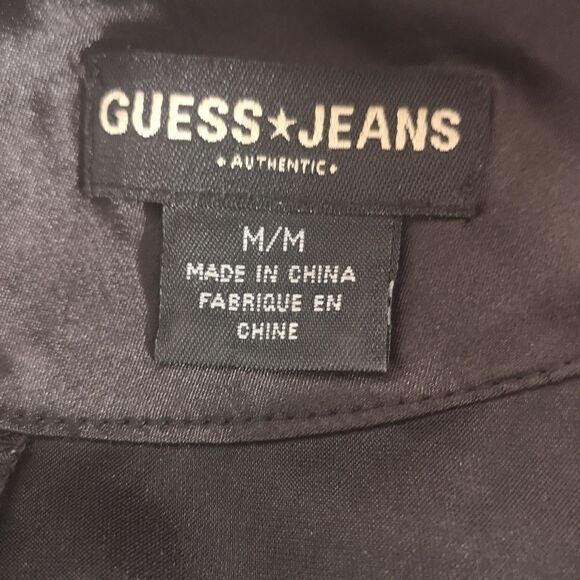 GUESS★JEANS
• AUTHENTIC •
M/M
MADE IN CHINA
FABRIQUE EN
CHINE